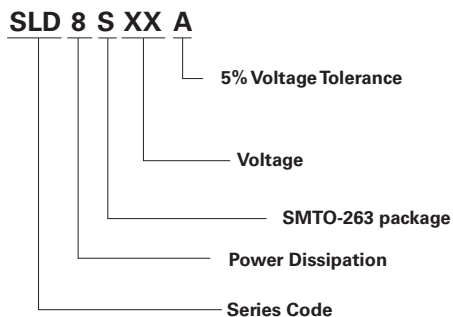 SLD 8 S XX A
5% Voltage Tolerance
Voltage
SMTO-263 package
Power Dissipation
Series Code